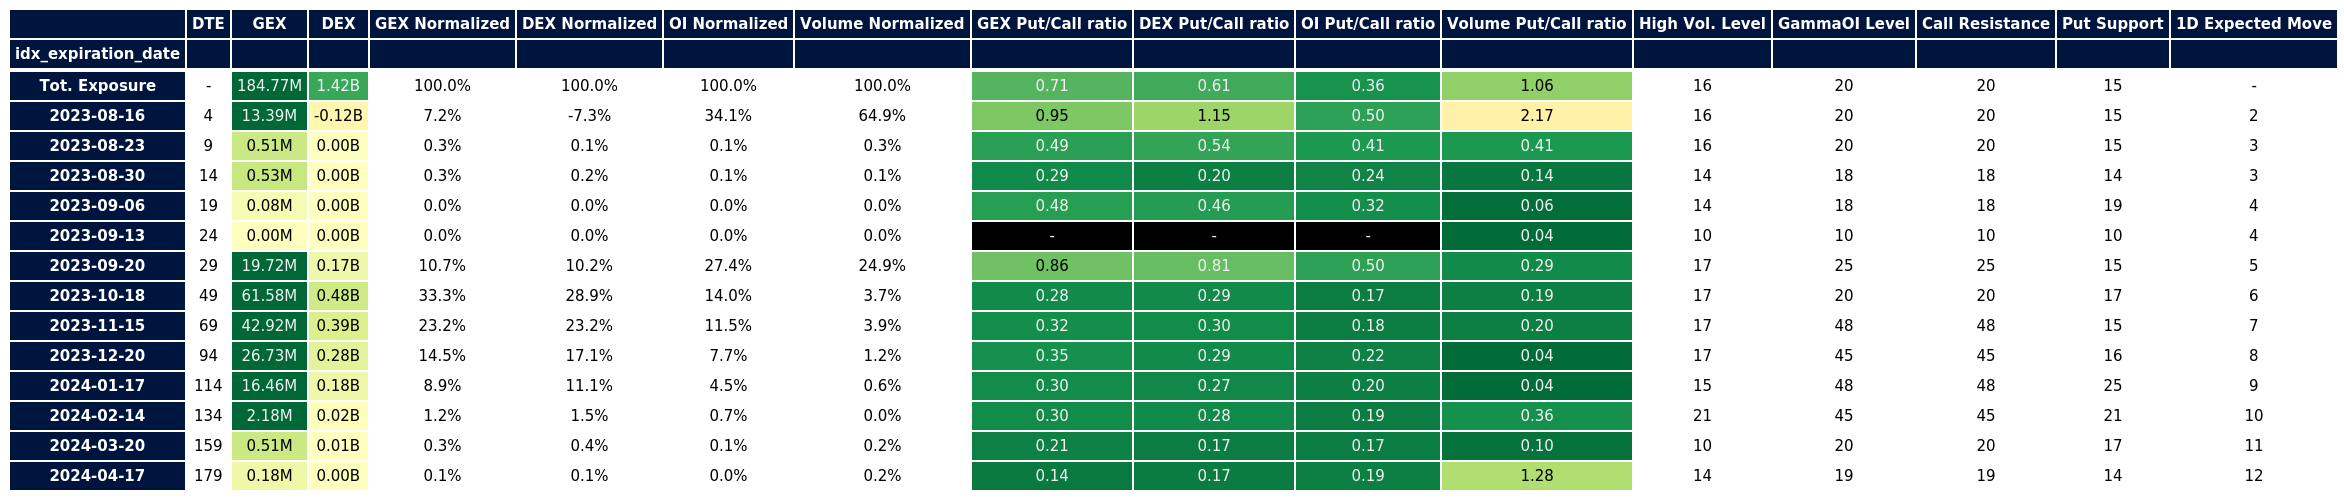 DTE GEX DEX GEX Normalized DEX Normalized OI Normalized Volume Normalized GEX Put/Call ratio DEX Put/Call ratio OI Put/Call ratio Volume Put/Call ratio High Vol. Level GammaOI Level Call Resistance Put Support 1D Expected Move
idx_expiration_date
Tot. Exposure - 184.77M 1.42B 100.0% 100.0% 100.0% 100.0% 0.71 0.61 0.36 1.06 16 20 20 15 -
2023-08-16 4 13.39M -0.12B 7.2% -7.3% 34.1% 64.9% 0.95 1.15 0.50 2.17 16 20 20 15 2
2023-08-23 9 0.51M 0.00B 0.3% 0.1% 0.1% 0.3% 0.49 0.54 0.41 0.41 16 20 20 15 3
2023-08-30 14 0.53M 0.00B 0.3% 0.2% 0.1% 0.1% 0.29 0.20 0.24 0.14 14 18 18 14 3
2023-09-06 19 0.08M 0.00B 0.0% 0.0% 0.0% 0.0% 0.48 0.46 0.32 0.06 14 18 18 19 4
2023-09-13 24 0.00M 0.00B 0.0% 0.0% 0.0% 0.0% - - - 0.04 10 10 10 10 4
2023-09-20 29 19.72M 0.17B 10.7% 10.2% 27.4% 24.9% 0.86 0.81 0.50 0.29 17 25 25 15 5
2023-10-18 49 61.58M 0.48B 33.3% 28.9% 14.0% 3.7% 0.28 0.29 0.17 0.19 17 20 20 17 6
2023-11-15 69 42.92M 0.39B 23.2% 23.2% 11.5% 3.9% 0.32 0.30 0.18 0.20 17 48 48 15 7
2023-12-20 94 26.73M 0.28B 14.5% 17.1% 7.7% 1.2% 0.35 0.29 0.22 0.04 17 45 45 16 8
2024-01-17 114 16.46M 0.18B 8.9% 11.1% 4.5% 0.6% 0.30 0.27 0.20 0.04 15 48 48 25 9
2024-02-14 134 2.18M 0.02B 1.2% 1.5% 0.7% 0.0% 0.30 0.28 0.19 0.36 21 45 45 21 10
2024-03-20 159 0.51M 0.01B 0.3% 0.4% 0.1% 0.2% 0.21 0.17 0.17 0.10 10 20 20 17 11
2024-04-17 179 0.18M 0.00B 0.1% 0.1% 0.0% 0.2% 0.14 0.17 0.19 1.28 14 19 19 14 12